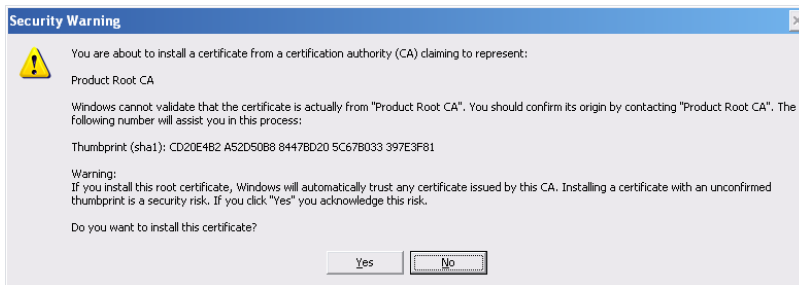 Security Warning
You are about to install a certificate from a certification authority (CA) claiming to represent:
Product Root CA
Windows cannot validate that the certificate is actually from "Product Root CA". You should confirm its origin by contacting "Product Root CA". The
following number will assist you in this process:
Thumbprint (sha1): CD20E4B2 A52D50B8 8447BD20 5C67B033 397E3F81
Warning:
If you install this root certificate, Windows will automatically trust any certificate issued by this CA. Installing a certificate with an unconfirmed
thumbprint is a security risk. If you click "Yes" you acknowledge this risk.
Do you want to install this certificate?
Yes No